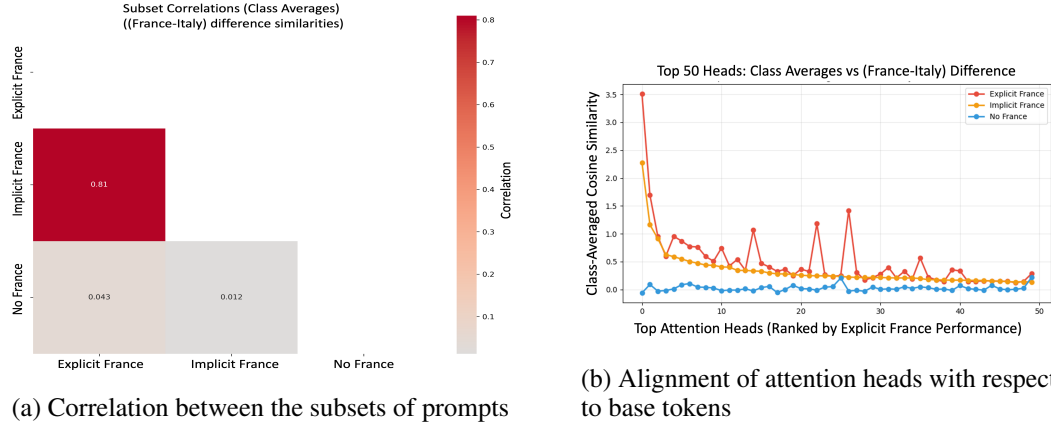 Subset Correlations (Class Averages)
((France-Italy) difference similarities)
Explicit France
Implicit France
No France
0.81
0.043
0.012
Explicit France
Implicit France
No France
0.8
0.7
0.6
0.5
0.4
0.3
0.2
0.1
Correlation
(a) Correlation between the subsets of prompts
Top 50 Heads: Class Averages vs (France-Italy) Difference
Explicit France
Implicit France
No France
Class-Averaged Cosine Similarity
3.5
3.0
2.5
2.0
1.5
1.0
0.5
0.0
0
10
20
30
40
50
Top Attention Heads (Ranked by Explicit France Performance)
(b) Alignment of attention heads with respect
to base tokens